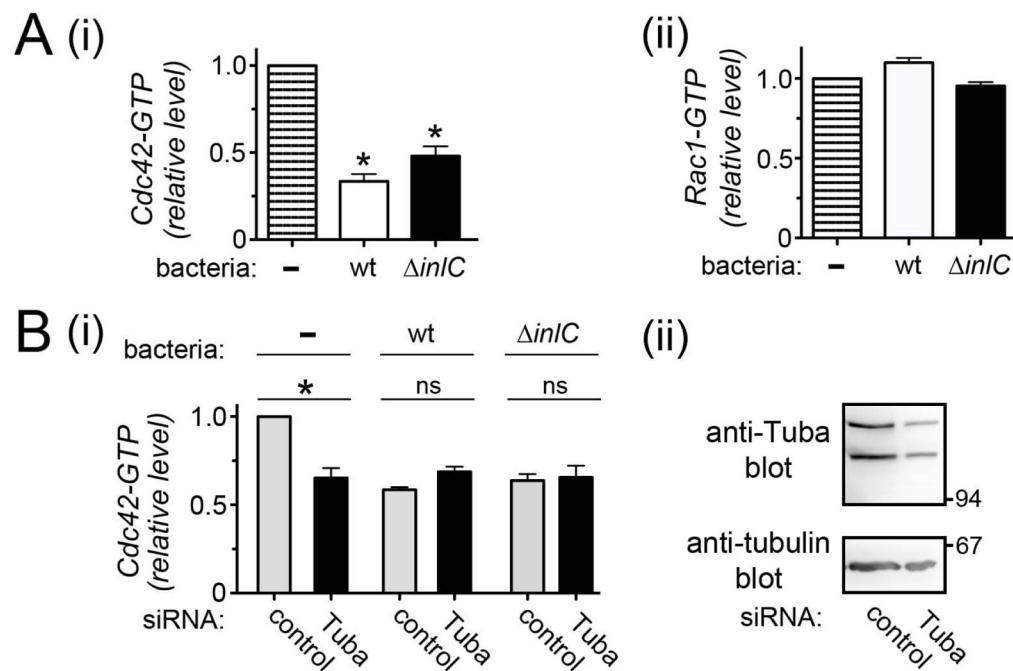 A (i)
Cdc42-GTP
(relative level)
1.0
0.5
0
* *
bacteria: – wt ΔinlC
(ii)
Rac1-GTP
(relative level)
1.0
0.5
0
bacteria: – wt ΔinlC
B (i)
bacteria: – wt ΔinlC
* ns ns
Cdc42-GTP
(relative level)
1.0
0.5
0
siRNA: control Tuba control Tuba control Tuba
(ii)
anti-Tuba
blot
94
anti-tubulin
blot
67
siRNA: control Tuba